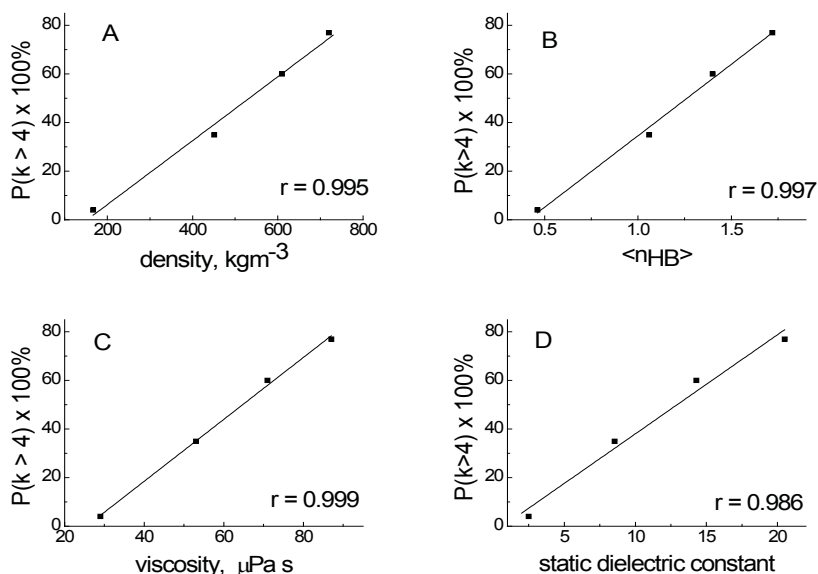 A
P(k > 4) x 100%
80
60
40
20
0
200
400
600
800
r = 0.995
density, kgm-3
B
P(k>4) x 100%
80
60
40
20
0
0.5
1.0
1.5
r = 0.997
<nHB>
C
P(k > 4) x 100%
80
60
40
20
0
20
40
60
80
r = 0.999
viscosity, μPa s
D
P(k>4) x 100%
80
60
40
20
0
5
10
15
20
r = 0.986
static dielectric constant